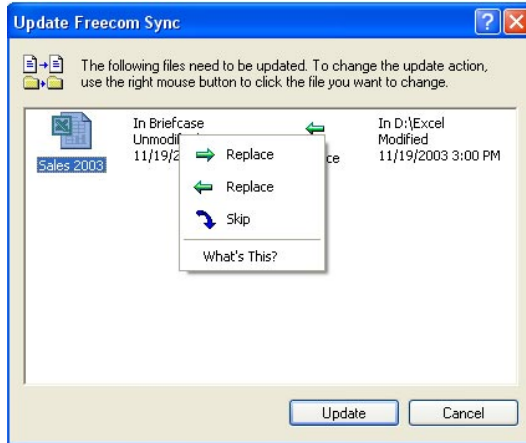 Update Freecom Sync
The following files need to be updated. To change the update action,
use the right mouse button to click the file you want to change.
Sales 2003
In Briefcase
In D:\Excel
Modified
11/19/2003 3:00 PM
Replace
Replace
Skip
What's This?
Update
Cancel